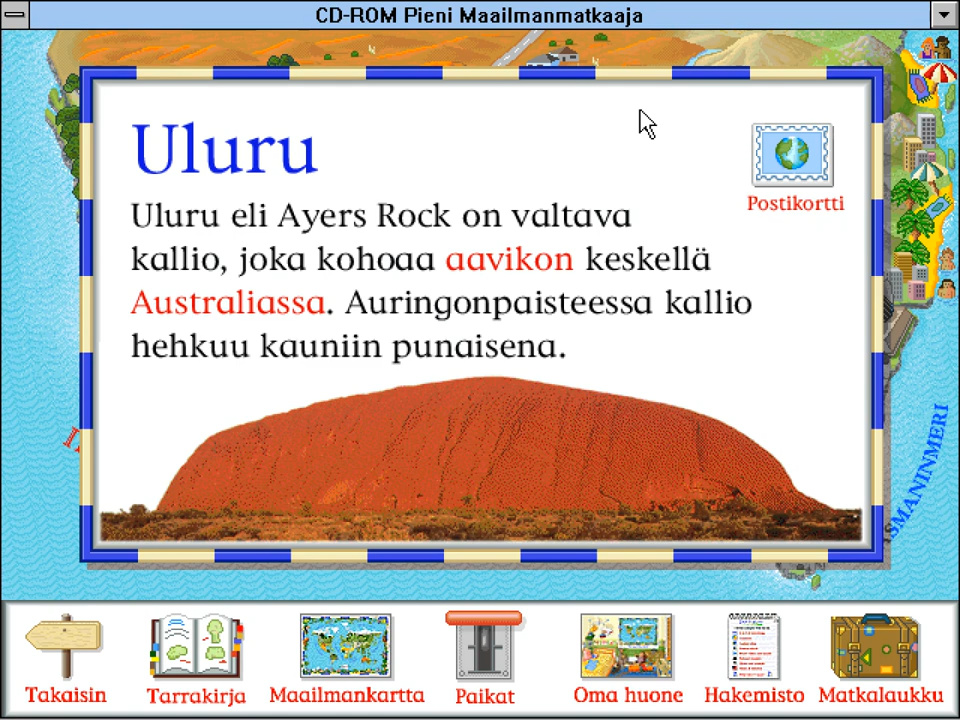 CD-ROM Pieni Maailmanmatkaaja
Uluru
Postikortti
Uluru eli Ayers Rock on valtava
kallio, joka kohoaa aavikon keskellä
Australiassa. Auringonpaisteessa kallio
hehkuu kauniin punaisena.
SMANINMERI
Takaisin
Tarrakirja
Maailmankartta
Paikat
Oma huone
Hakemisto
Matkalaukku